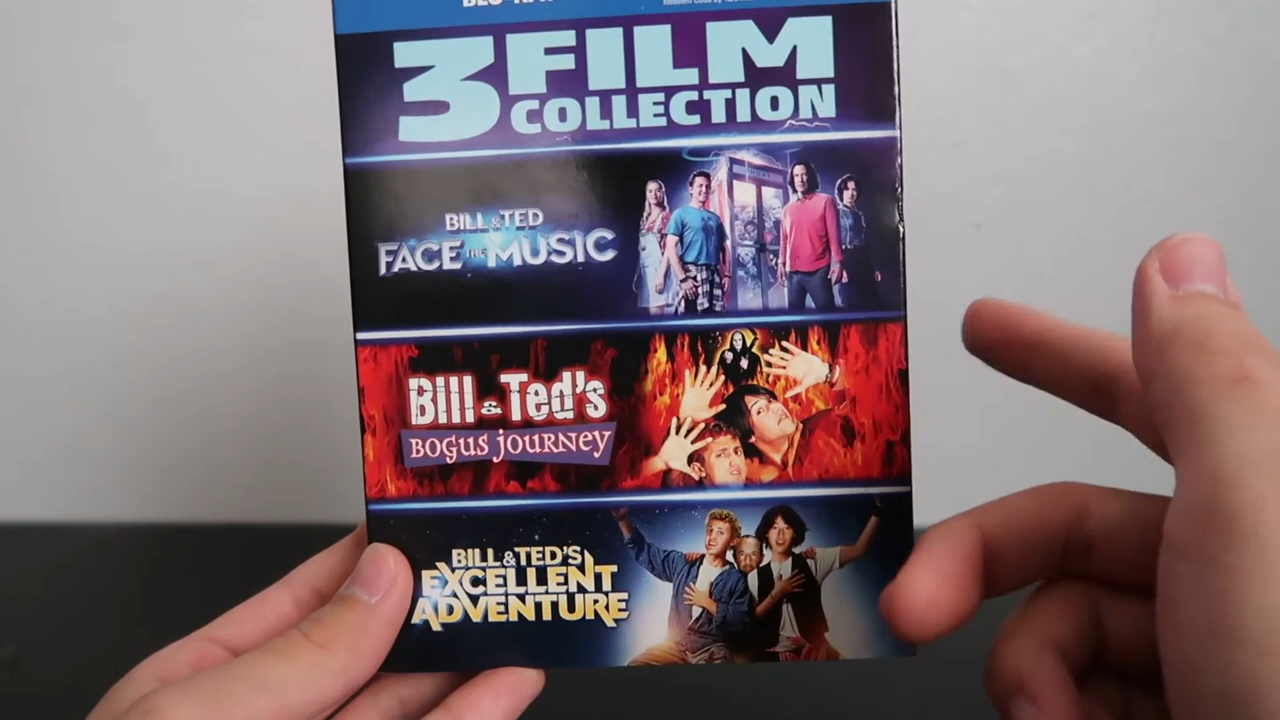 3 FILM
COLLECTION
BILL & TED
FACE THE MUSIC
Bill & Ted's
BOGUS JOURNEY
BILL & TED'S
EXCELLENT
ADVENTURE